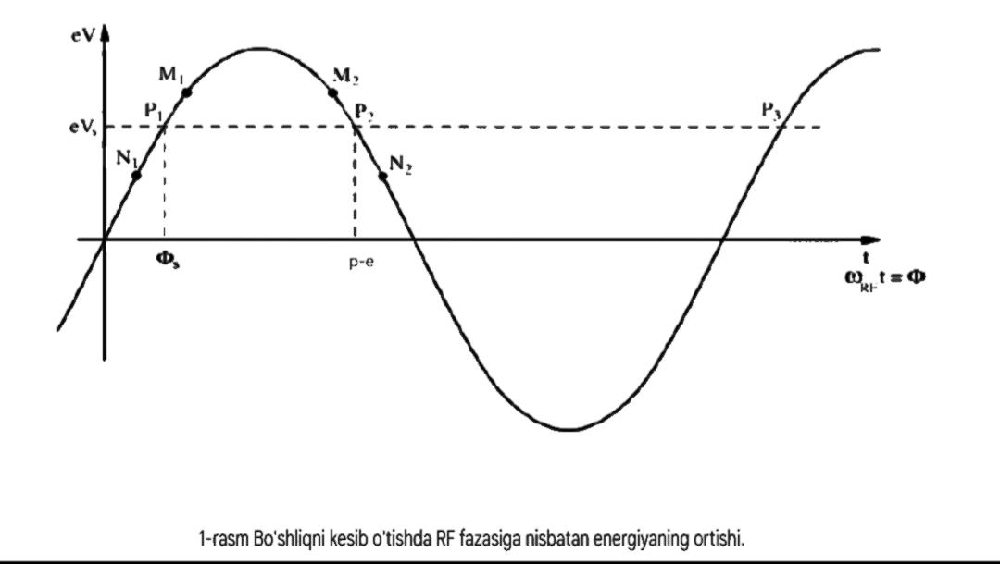 eV
M₁
M₂
P₁
P₂
P₃
eVₛ
N₁
N₂
Φₛ
p-e
t
ω_RF t = Φ
1-rasm Bo'shliqni kesib o'tishda RF fazasiga nisbatan energiyaning ortishi.